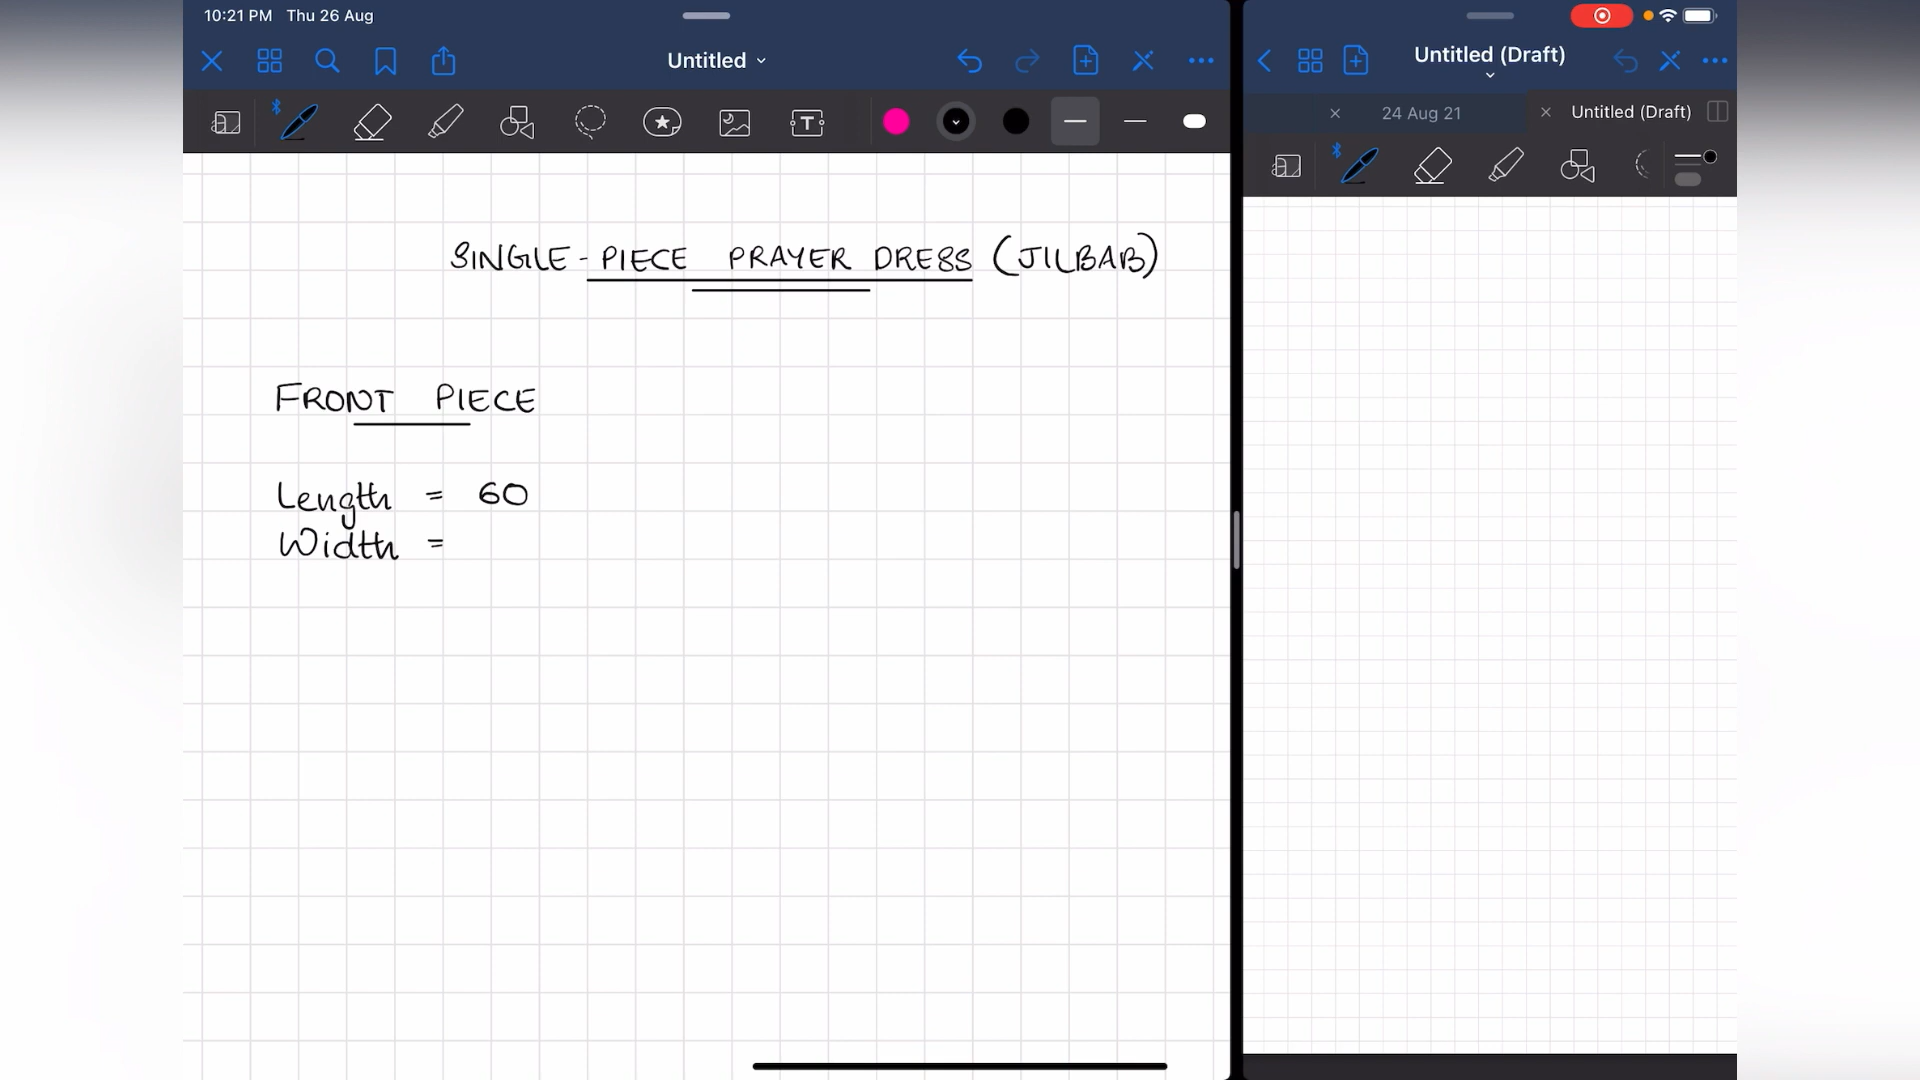 10:21 PM Thu 26 Aug
Untitled
Untitled (Draft)
24 Aug 21
Untitled (Draft)
SINGLE-PIECE PRAYER DRESS (JILBAB)
FRONT PIECE
Length = 60
Width =